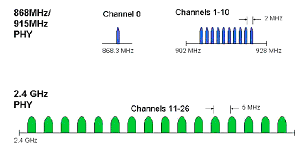 868MHz/
915MHz
PHY
Channel 0
Channels 1-10
2 MHz
868.3 MHz
902 MHz
928 MHz
2.4 GHz
PHY
Channels 11-26
5 MHz
2.4 GHz